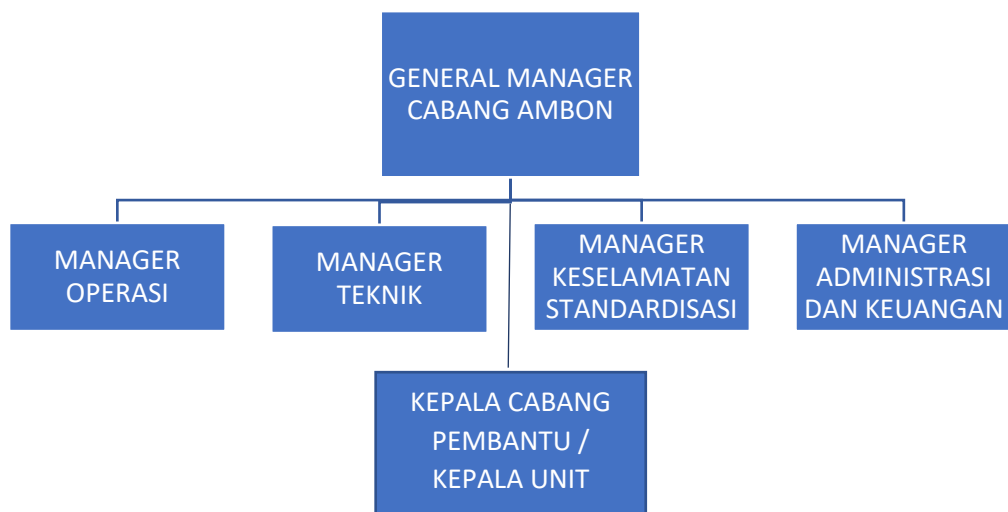 GENERAL MANAGER
CABANG AMBON
MANAGER
OPERASI
MANAGER
TEKNIK
MANAGER
KESELAMATAN
STANDARDISASI
MANAGER
ADMINISTRASI
DAN KEUANGAN
KEPALA CABANG
PEMBANTU /
KEPALA UNIT